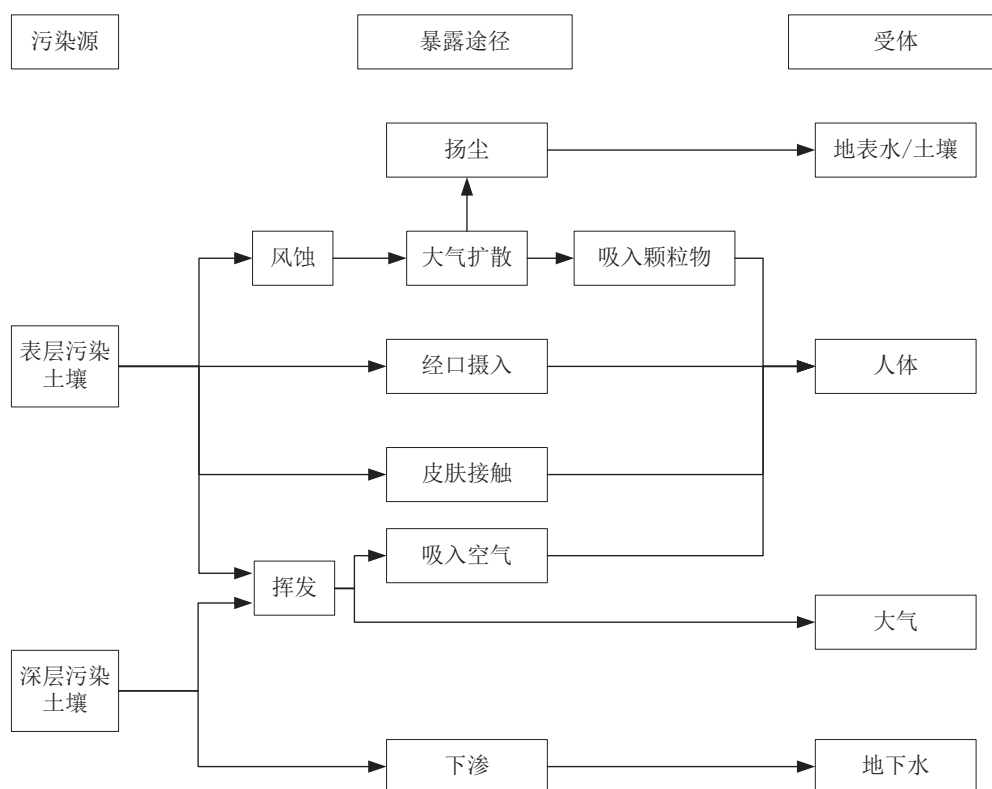 污染源
暴露途径
受体
扬尘
地表水/土壤
风蚀
大气扩散
吸入颗粒物
表层污染
土壤
经口摄入
人体
皮肤接触
吸入空气
挥发
大气
深层污染
土壤
下渗
地下水